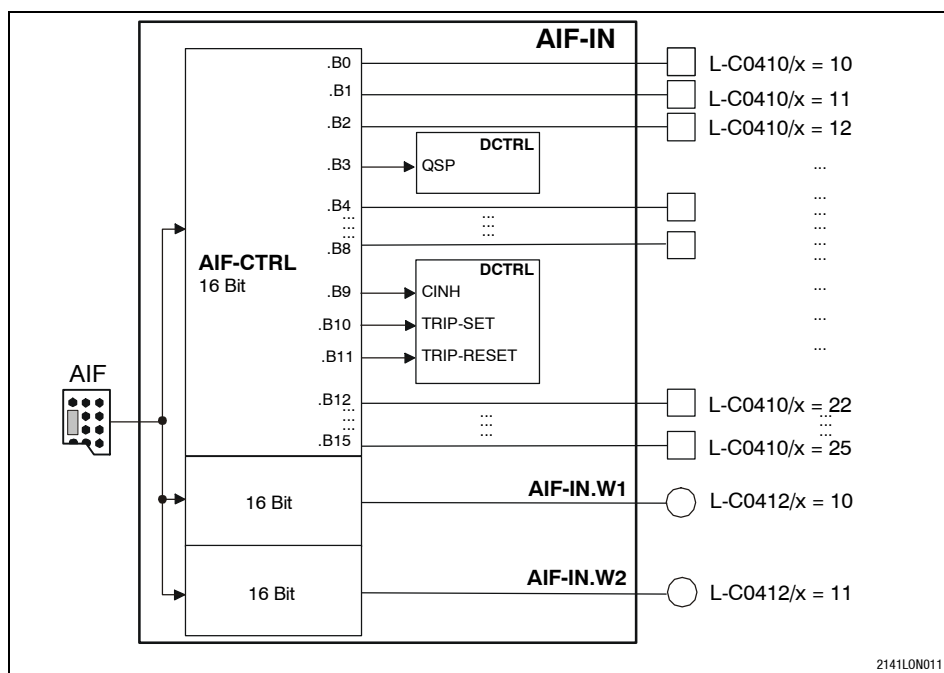 AIF-IN
.B0
L-C0410/x = 10
.B1
L-C0410/x = 11
.B2
L-C0410/x = 12
DCTRL
.B3
QSP
...
.B4
...
...
...
...
...
...
...
...
...
.B8
...
AIF-CTRL
16 Bit
DCTRL
...
.B9
CINH
...
.B10
TRIP-SET
...
.B11
TRIP-RESET
...
AIF
.B12
L-C0410/x = 22
...
...
...
...
...
...
.B15
L-C0410/x = 25
16 Bit
AIF-IN.W1
L-C0412/x = 10
16 Bit
AIF-IN.W2
L-C0412/x = 11
2141LON011